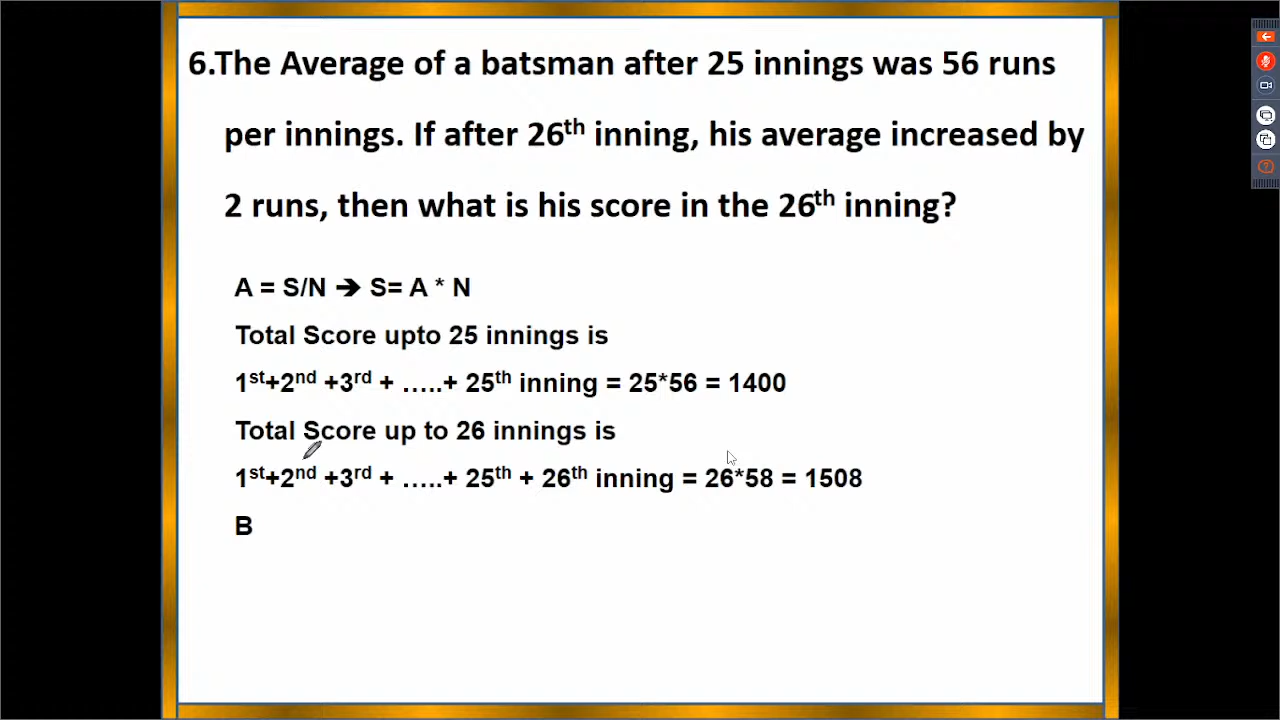 6.The Average of a batsman after 25 innings was 56 runs
per innings. If after 26th inning, his average increased by
2 runs, then what is his score in the 26th inning?
A = S/N ➔ S= A * N
Total Score upto 25 innings is
1st+2nd +3rd + …..+ 25th inning = 25*56 = 1400
Total Score up to 26 innings is
1st+2nd +3rd + …..+ 25th + 26th inning = 26*58 = 1508
B